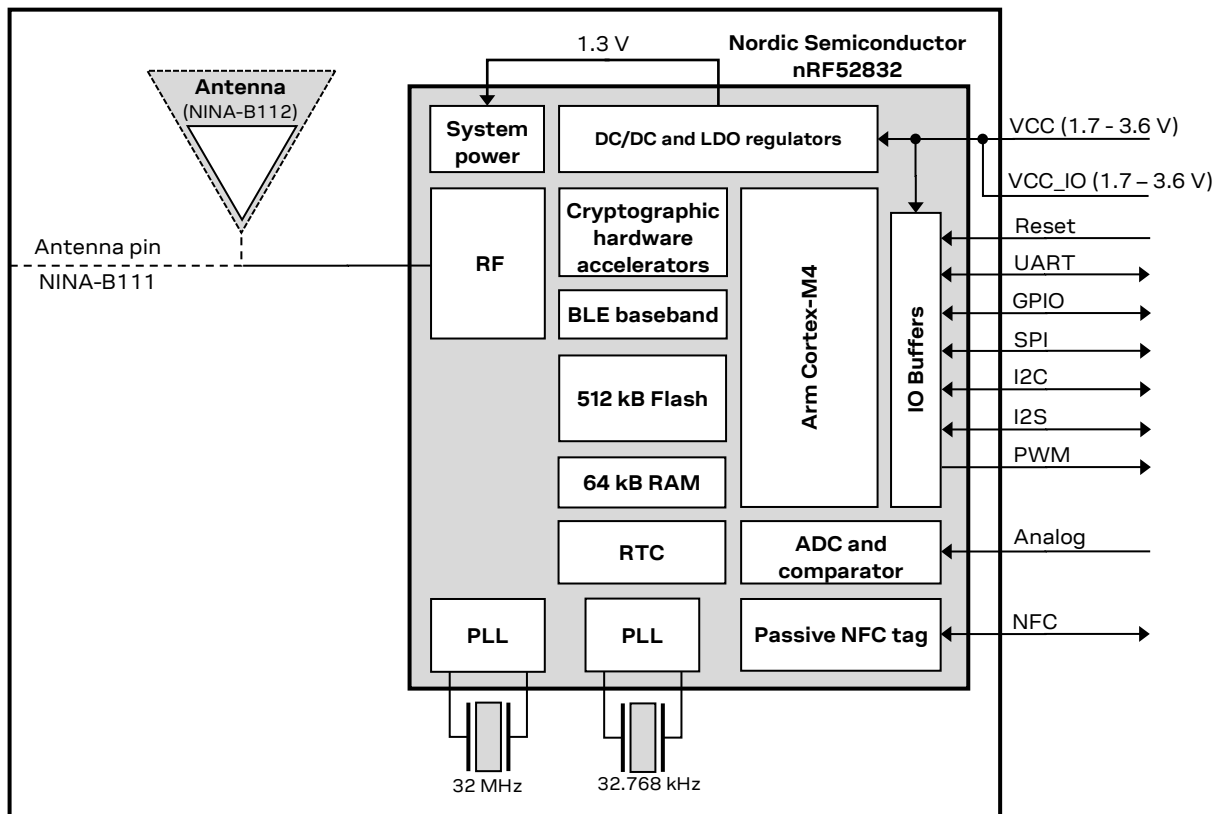 1.3 V
Nordic Semiconductor
nRF52832
Antenna
(NINA-B112)
System
power
DC/DC and LDO regulators
VCC (1.7 - 3.6 V)
VCC_IO (1.7 – 3.6 V)
Antenna pin
NINA-B111
RF
Cryptographic
hardware
accelerators
BLE baseband
512 kB Flash
64 kB RAM
RTC
Arm Cortex-M4
IO Buffers
Reset
UART
GPIO
SPI
I2C
I2S
PWM
ADC and
comparator
Analog
PLL
PLL
Passive NFC tag
NFC
32 MHz
32.768 kHz